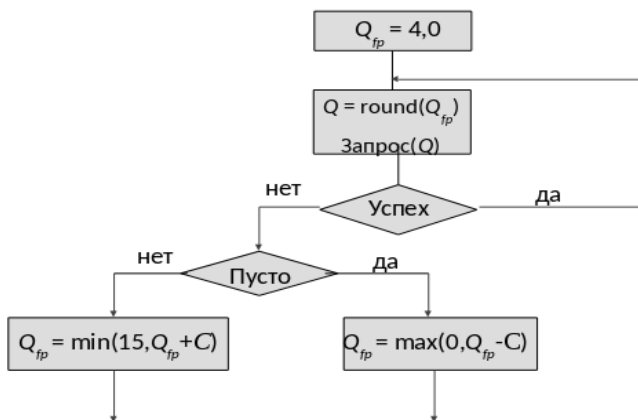 Q_fp = 4,0
Q = round(Q_fp)
Запрос(Q)
нет
Успех
да
нет
Пусто
да
Q_fp = min(15,Q_fp+C)
Q_fp = max(0,Q_fp-C)